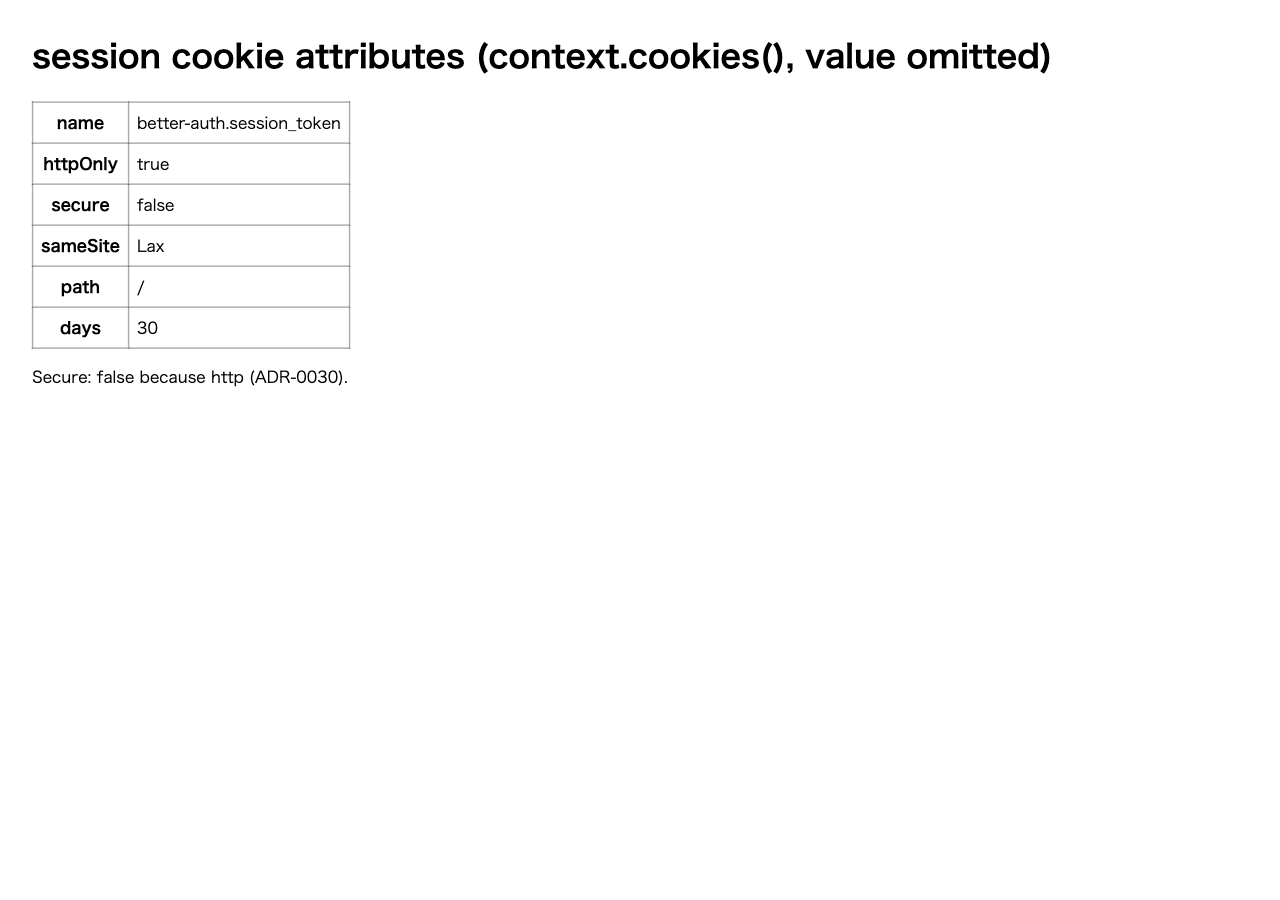 session cookie attributes (context.cookies(), value omitted)
name better-auth.session_token
httpOnly true
secure false
sameSite Lax
path /
days 30
Secure: false because http (ADR-0030).